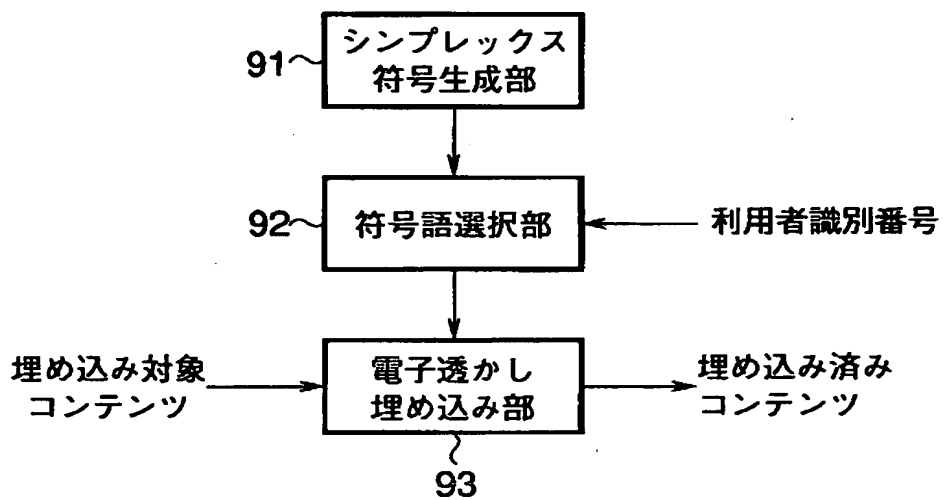 シンプレックス
符号生成部
91
符号語選択部
92
利用者識別番号
埋め込み対象
コンテンツ
電子透かし
埋め込み部
埋め込み済み
コンテンツ
93